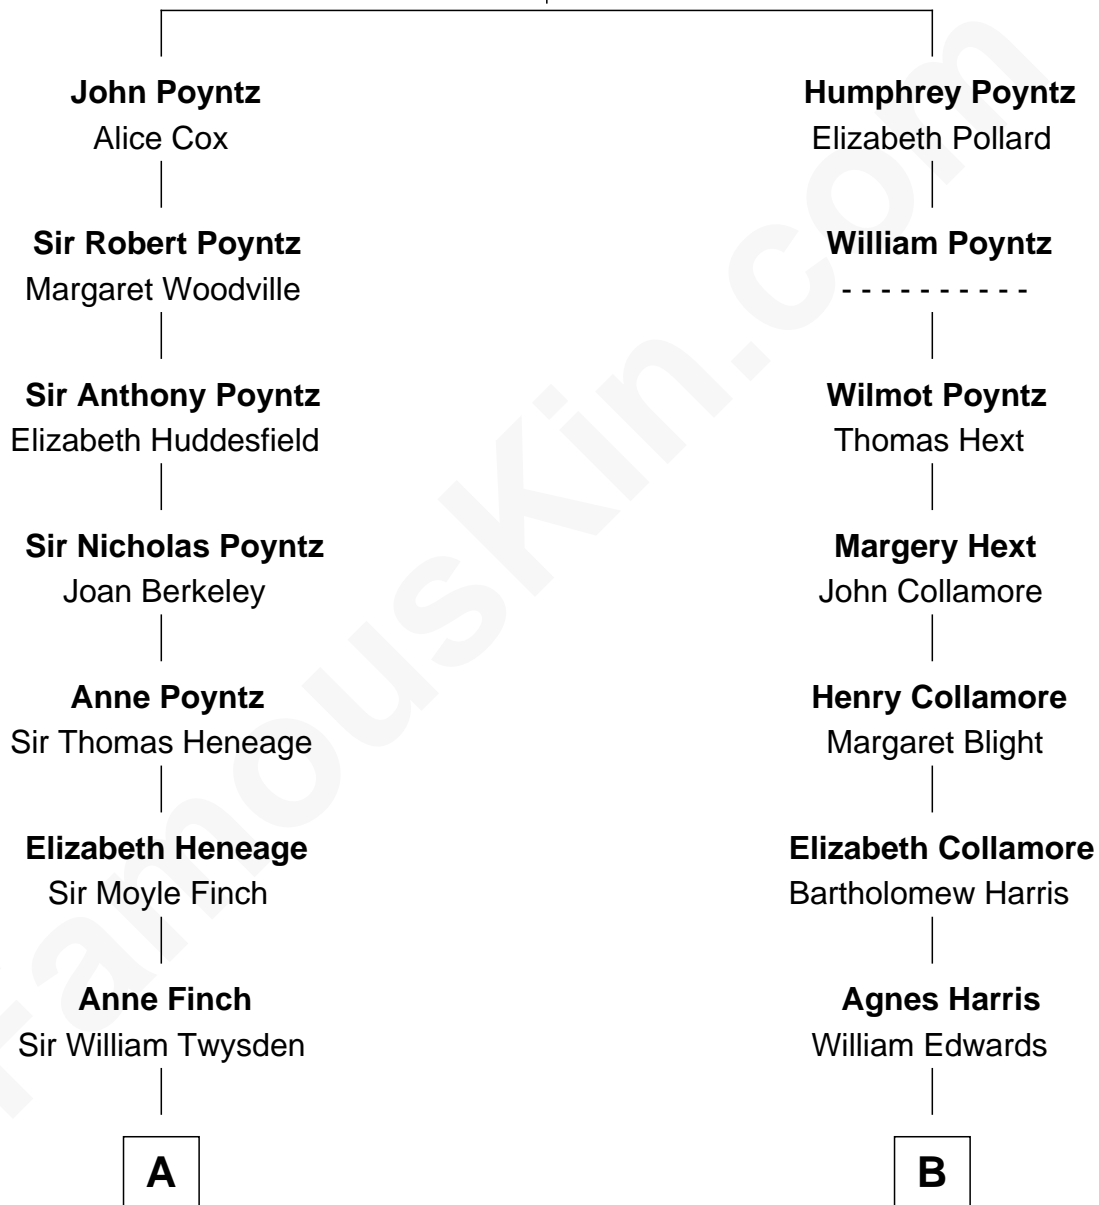 John Poyntz
Alice Cox
Sir Robert Poyntz
Margaret Woodville
Sir Anthony Poyntz
Elizabeth Huddesfield
Sir Nicholas Poyntz
Joan Berkeley
Anne Poyntz
Sir Thomas Heneage
Elizabeth Heneage
Sir Moyle Finch
Anne Finch
Sir William Twysden
A
Humphrey Poyntz
Elizabeth Pollard
William Poyntz
- - - - - - - - - -
Wilmot Poyntz
Thomas Hext
Margery Hext
John Collamore
Henry Collamore
Margaret Blight
Elizabeth Collamore
Bartholomew Harris
Agnes Harris
William Edwards
B
FamousKin.com